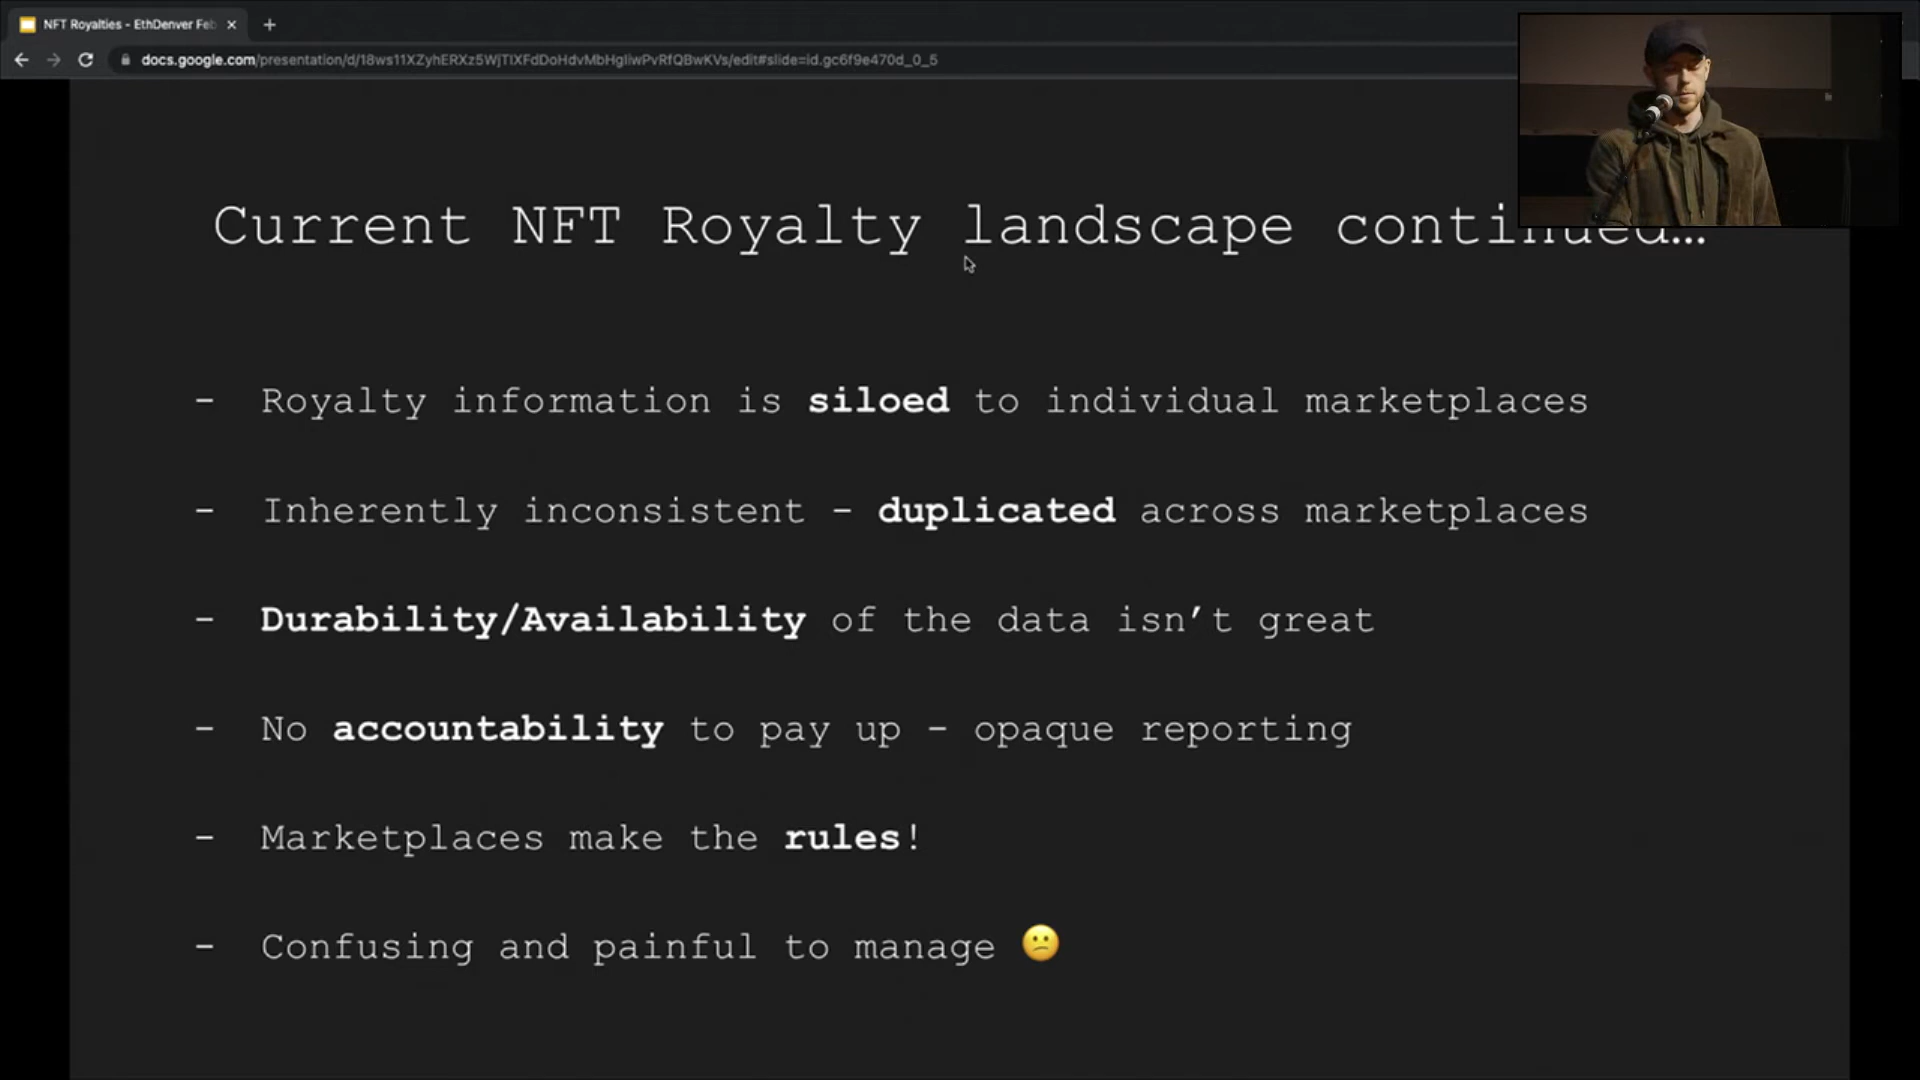 NFT Royalties - EthDenver Feb
docs.google.com/presentation/d/18ws11XZyhERXz5WjTIXFdDoHdvMbHgIiwPvRfQBwKVs/edit#slide=id.gc6f9e470d_0_5
Current NFT Royalty landscape continued…
- Royalty information is siloed to individual marketplaces
- Inherently inconsistent - duplicated across marketplaces
- Durability/Availability of the data isn’t great
- No accountability to pay up - opaque reporting
- Marketplaces make the rules!
- Confusing and painful to manage 😕